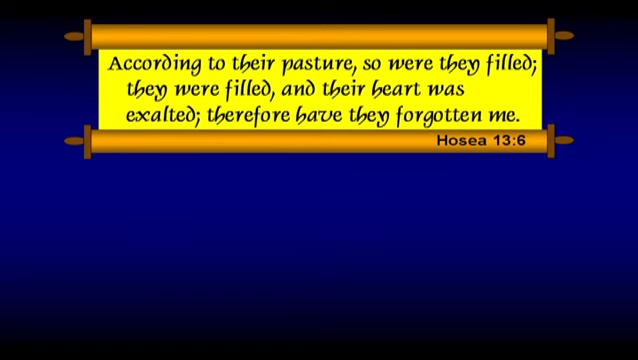 According to their pasture, so were they filled;
they were filled, and their heart was
exalted; therefore have they forgotten me.
Hosea 13:6